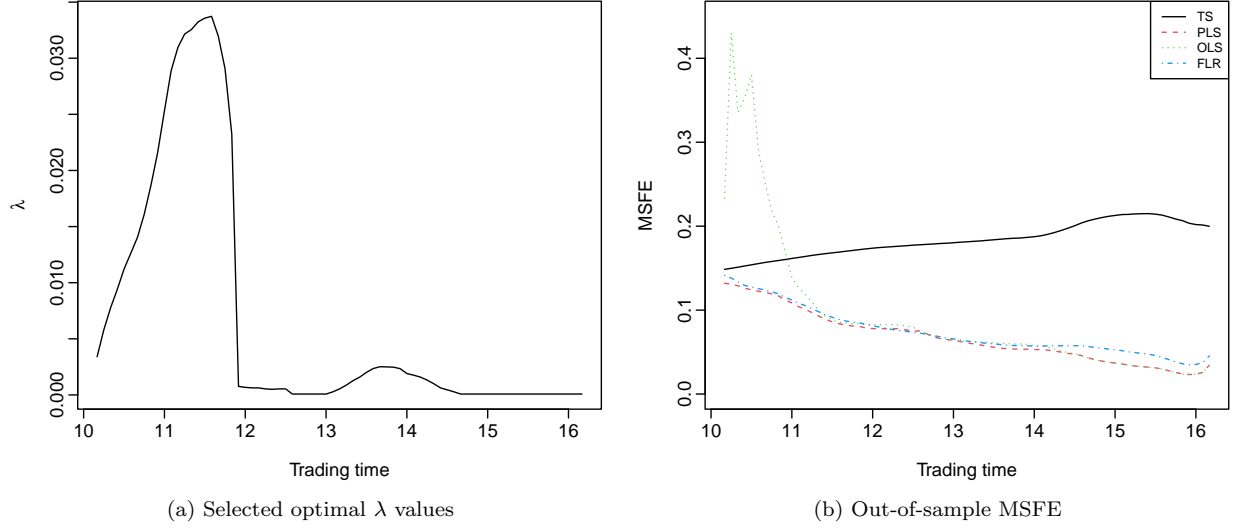 λ
0.000
0.010
0.020
0.030
10
11
12
13
14
15
16
Trading time
(a) Selected optimal λ values
MSFE
0.0
0.1
0.2
0.3
0.4
TS
PLS
OLS
FLR
10
11
12
13
14
15
16
Trading time
(b) Out-of-sample MSFE